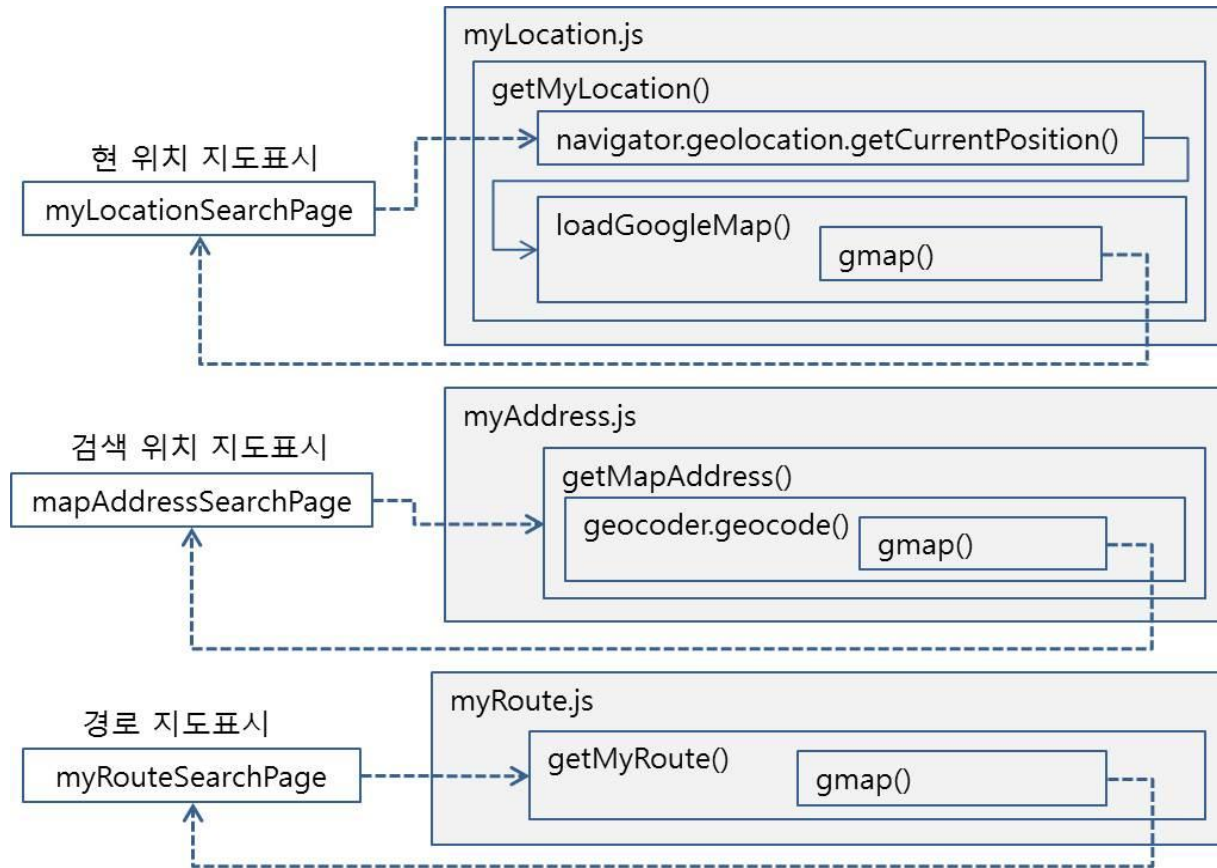 myLocation.js
getMyLocation()
navigator.geolocation.getCurrentPosition()
현 위치 지도표시
myLocationSearchPage
loadGoogleMap()
gmap()
myAddress.js
검색 위치 지도표시
getMapAddress()
mapAddressSearchPage
geocoder.geocode()
gmap()
myRoute.js
경로 지도표시
getMyRoute()
myRouteSearchPage
gmap()